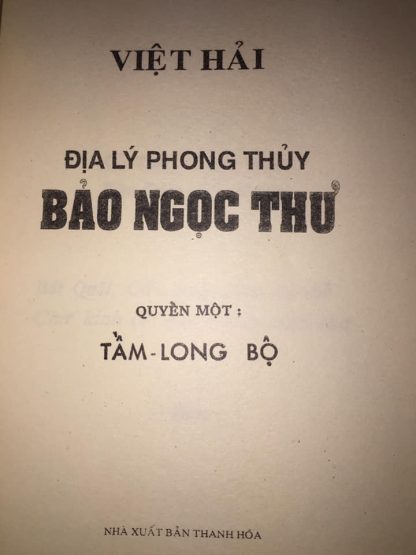 VIỆT HẢI
ĐỊA LÝ PHONG THỦY
BẢO NGỌC THƯ
QUYỂN MỘT :
TẦM-LONG BỘ
NHÀ XUẤT BẢN THANH HÓA